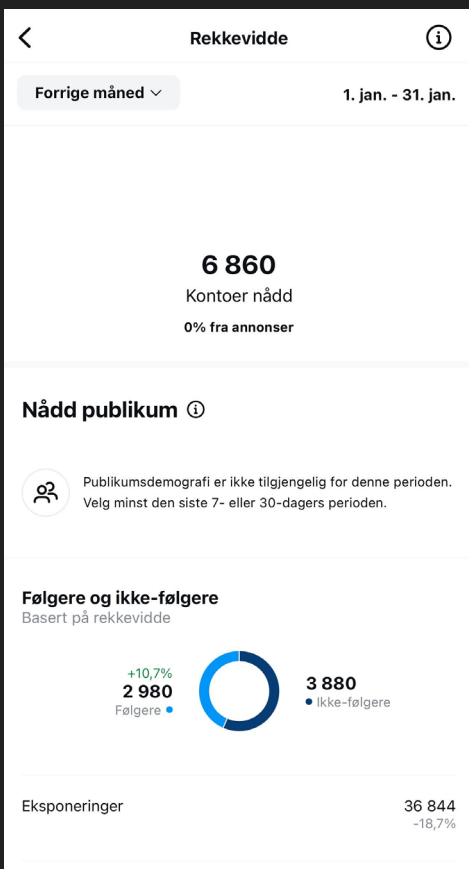 Rekkevidde
Forrige måned
1. jan. - 31. jan.
6 860
Kontoer nådd
0% fra annonser
Nådd publikum
Publikumsdemografi er ikke tilgjengelig for denne perioden.
Velg minst den siste 7- eller 30-dagers perioden.
Følgere og ikke-følgere
Basert på rekkevidde
+10,7%
2 980
Følgere
3 880
Ikke-følgere
Eksponeringer
36 844
-18,7%